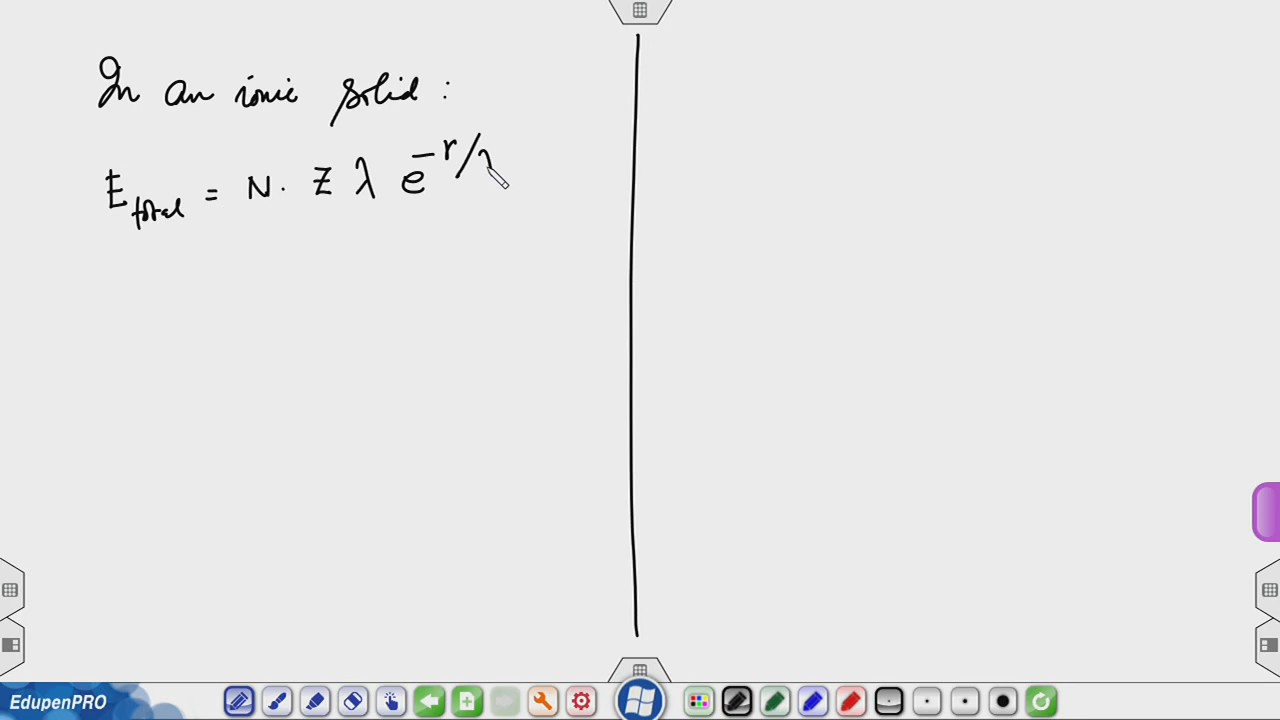 In an ionic solid :
E_total = N. Z λ e^-r/
EdupenPRO